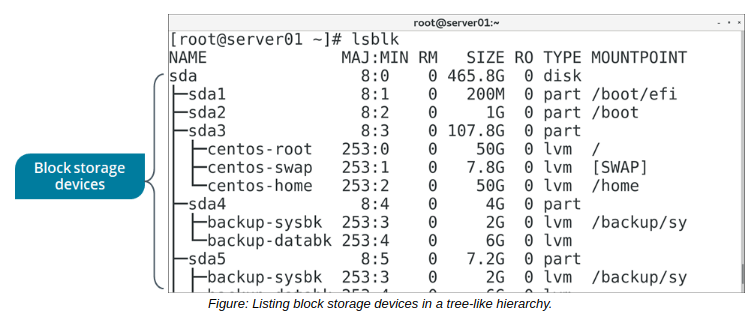 root@server01:~
[root@server01 ~]# lsblk
NAME MAJ:MIN RM SIZE RO TYPE MOUNTPOINT
sda 8:0 0 465.8G 0 disk
├─sda1 8:1 0 200M 0 part /boot/efi
├─sda2 8:2 0 1G 0 part /boot
├─sda3 8:3 0 107.8G 0 part
├─centos-root 253:0 0 50G 0 lvm /
├─centos-swap 253:1 0 7.8G 0 lvm [SWAP]
└─centos-home 253:2 0 50G 0 lvm /home
├─sda4 8:4 0 4G 0 part
├─backup-sysbk 253:3 0 2G 0 lvm /backup/sy
└─backup-databk 253:4 0 6G 0 lvm
├─sda5 8:5 0 7.2G 0 part
├─backup-sysbk 253:3 0 2G 0 lvm /backup/sy
Block storage
devices
Figure: Listing block storage devices in a tree-like hierarchy.